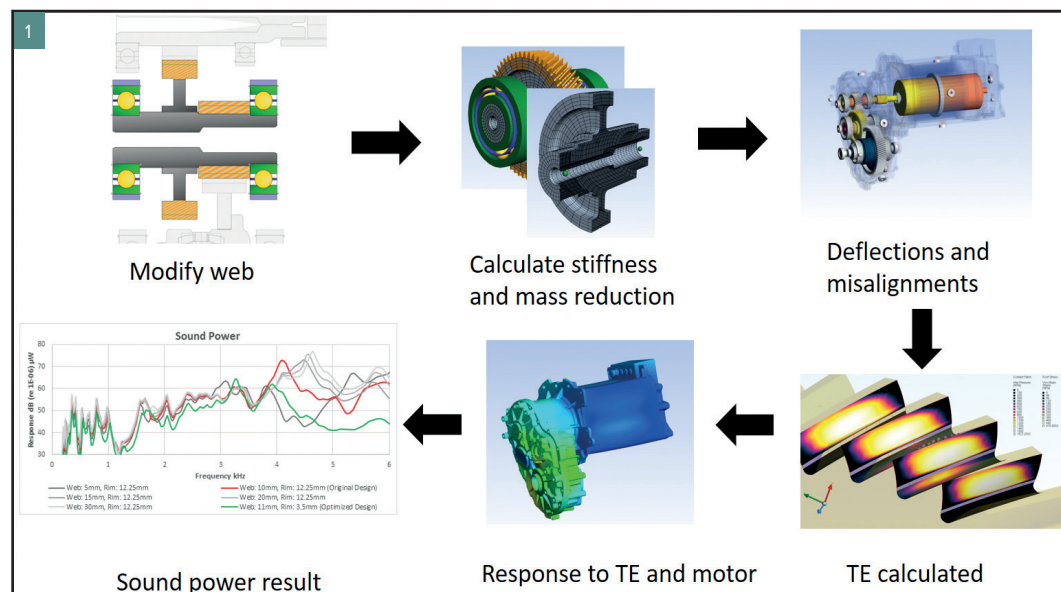 1
Modify web
Calculate stiffness
and mass reduction
Deflections and
misalignments
Sound Power
Response dB (re 1E-06) µW
80
70
60
50
40
30
0
1
2
3
4
5
6
Frequency kHz
Web: 5mm, Rim: 12.25mm
Web: 10mm, Rim: 12.25mm (Original Design)
Web: 15mm, Rim: 12.25mm
Web: 20mm, Rim: 12.25mm
Web: 30mm, Rim: 12.25mm
Web: 11mm, Rim: 3.5mm (Optimized Design)
Sound power result
Response to TE and motor
TE calculated